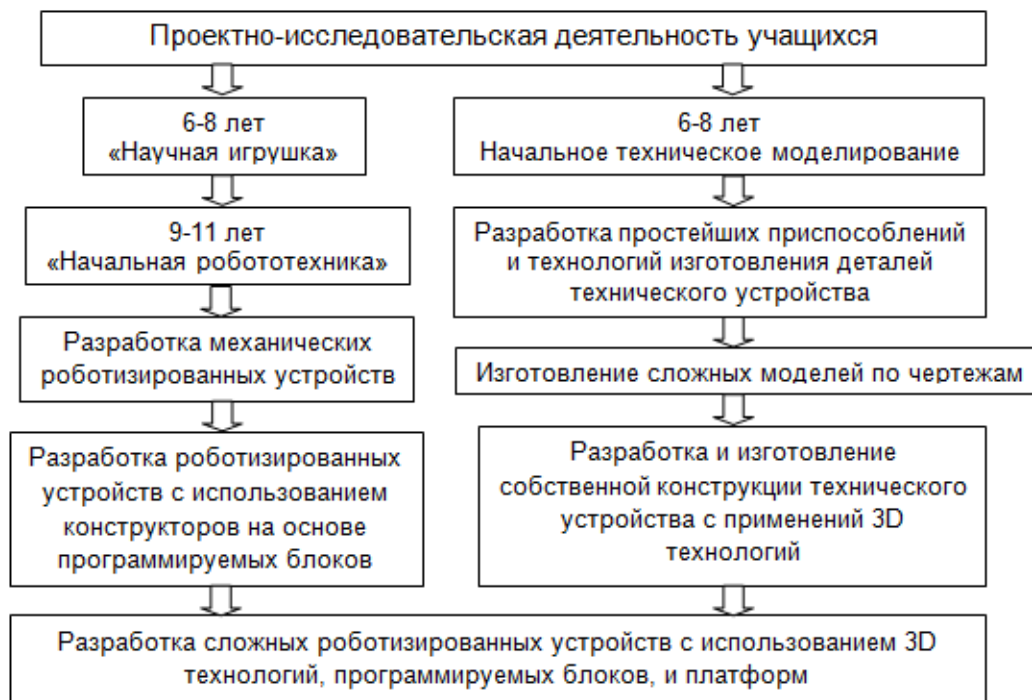 Проектно-исследовательская деятельность учащихся
6-8 лет
«Научная игрушка»
9-11 лет
«Начальная робототехника»
Разработка механических
роботизированных устройств
Разработка роботизированных
устройств с использованием
конструкторов на основе
программируемых блоков
6-8 лет
Начальное техническое моделирование
Разработка простейших приспособлений
и технологий изготовления деталей
технического устройства
Изготовление сложных моделей по чертежам
Разработка и изготовление
собственной конструкции технического
устройства с применений 3D
технологий
Разработка сложных роботизированных устройств с использованием 3D
технологий, программируемых блоков, и платформ